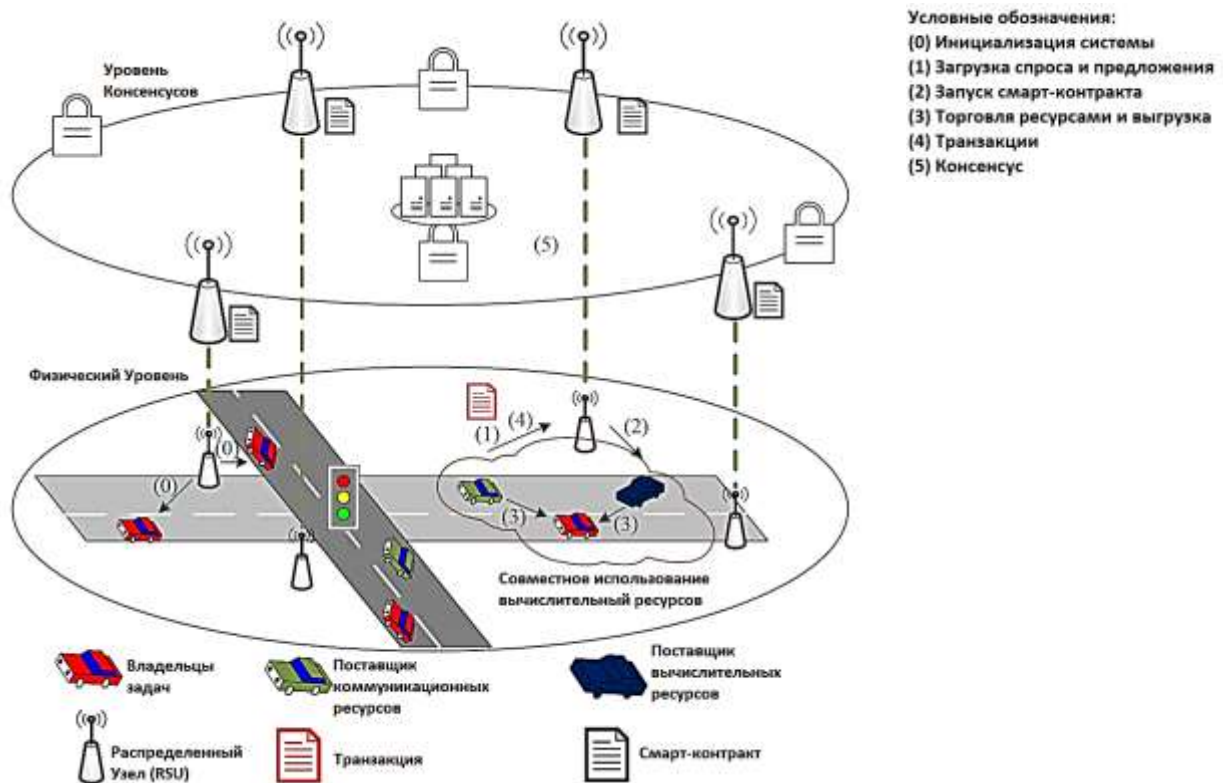 Условные обозначения:
(0) Инициализация системы
(1) Загрузка спроса и предложения
(2) Запуск смарт-контракта
(3) Торговля ресурсами и выгрузка
(4) Транзакции
(5) Консенсус
Уровень
Консенсусов
(5)
Физический Уровень
(0)
(0)
(1)
(4)
(2)
(3)
(3)
Совместное использование
вычислительный ресурсов
Владельцы
задач
Поставщик
коммуникационных
ресурсов
Поставщик
вычислительных
ресурсов
Распределенный
Узел (RSU)
Транзакция
Смарт-контракт